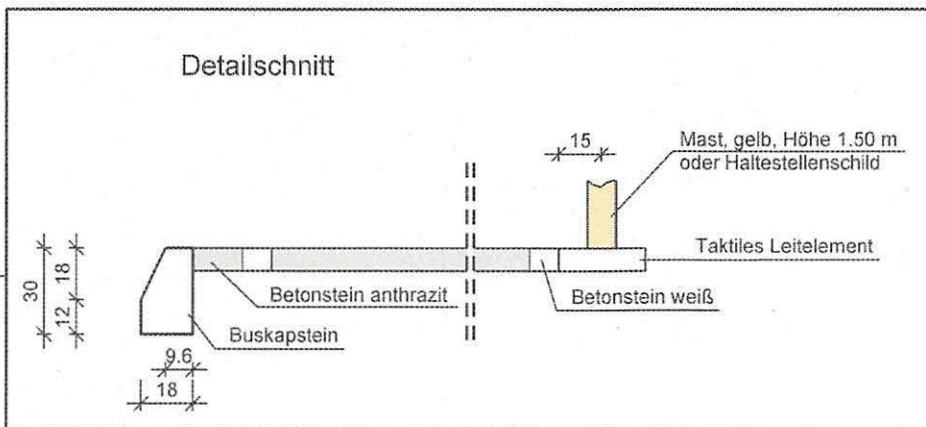 Detailschnitt
15
Mast, gelb, Höhe 1.50 m
oder Haltestellenschild
Taktiles Leitelement
Betonstein anthrazit
Betonstein weiß
Buskapstein
30
18
12
9.6
18